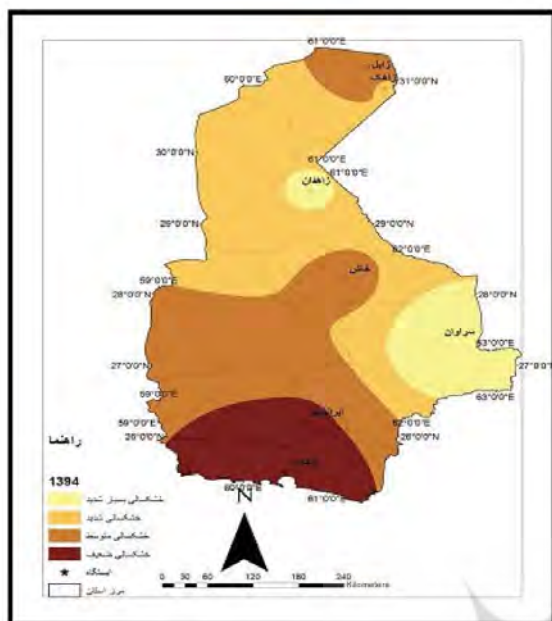 61°0'0"E
زابل
زاهک
31°0'0"N
30°0'0"N
61°0'0"E
61°0'0"E
زاهدان
29°0'0"N
29°0'0"N
62°0'0"E
خاش
59°0'0"E
28°0'0"N
28°0'0"N
سراوان
63°0'0"E
27°0'0"N
27°0'0"N
63°0'0"E
59°0'0"E
ایرانشهر
59°0'0"E
62°0'0"E
26°0'0"N
26°0'0"N
60°0'0"E
61°0'0"E
راهنما
1394
خشکسالی بسیار شدید
خشکسالی شدید
خشکسالی متوسط
خشکسالی ضعیف
ایستگاه
مرز استان
N
0 30 60 120 180 240
Kilometers